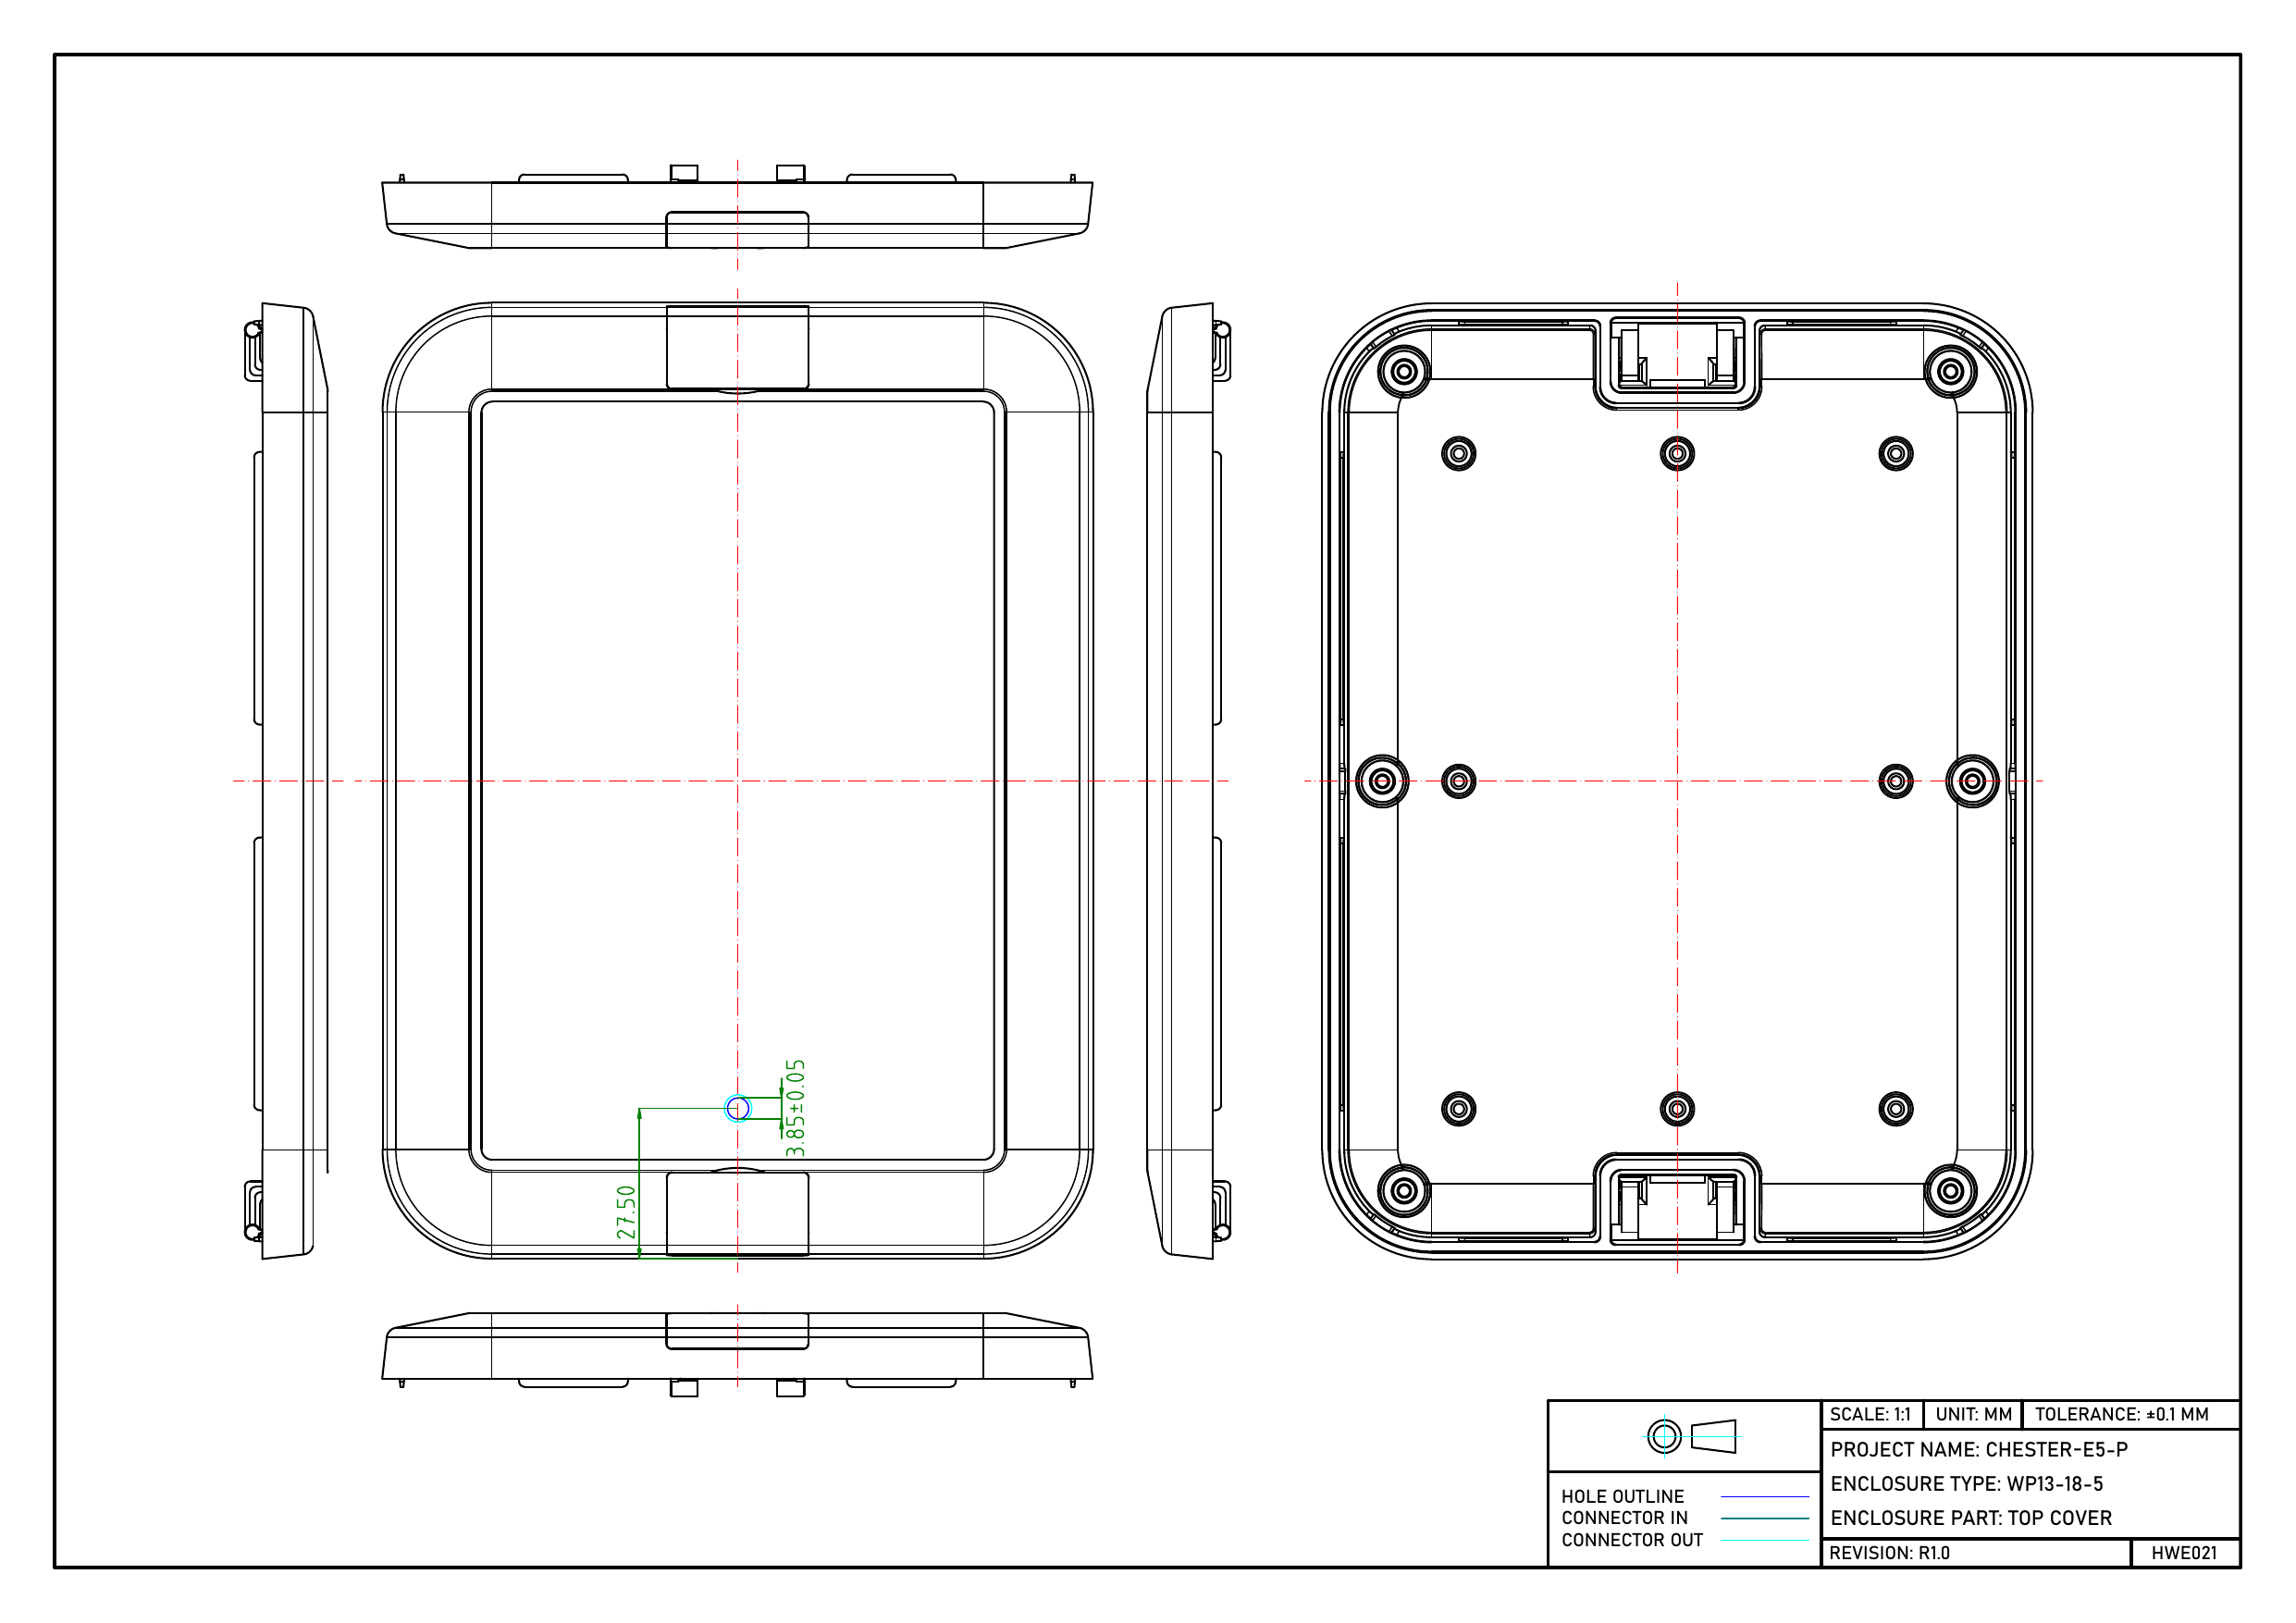 3.85±0.05
27.50
SCALE: 1:1
UNIT: MM
TOLERANCE: ±0.1 MM
PROJECT NAME: CHESTER-E5-P
ENCLOSURE TYPE: WP13-18-5
ENCLOSURE PART: TOP COVER
HOLE OUTLINE
CONNECTOR IN
CONNECTOR OUT
REVISION: R1.0
HWE021